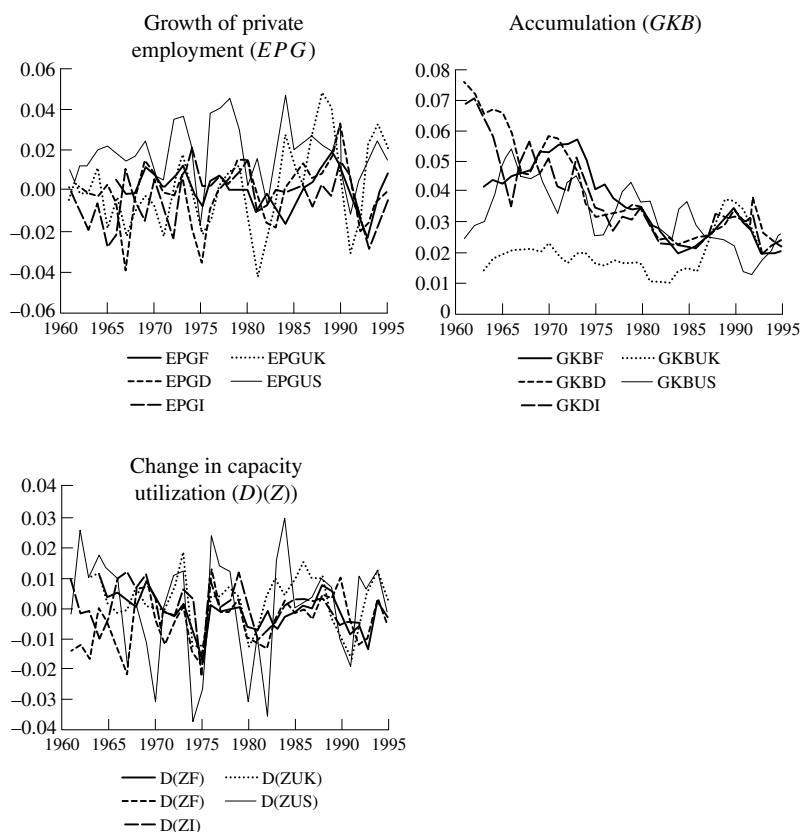 Growth of private
employment (EPG)
0.06
0.04
0.02
0.00
–0.02
–0.04
–0.06
1960 1965 1970 1975 1980 1985 1990 1995
EPGF EPGUK
EPGD EPGUS
EPGI
Accumulation (GKB)
0.08
0.07
0.06
0.05
0.04
0.03
0.02
0.01
0
1960 1965 1970 1975 1980 1985 1990 1995
GKBF GKBUK
GKBD GKBUS
GKDI
Change in capacity
utilization (D)(Z))
0.04
0.03
0.02
0.01
0.00
–0.01
–0.02
–0.03
–0.04
1960 1965 1970 1975 1980 1985 1990 1995
D(ZF) D(ZUK)
D(ZF) D(ZUS)
D(ZI)